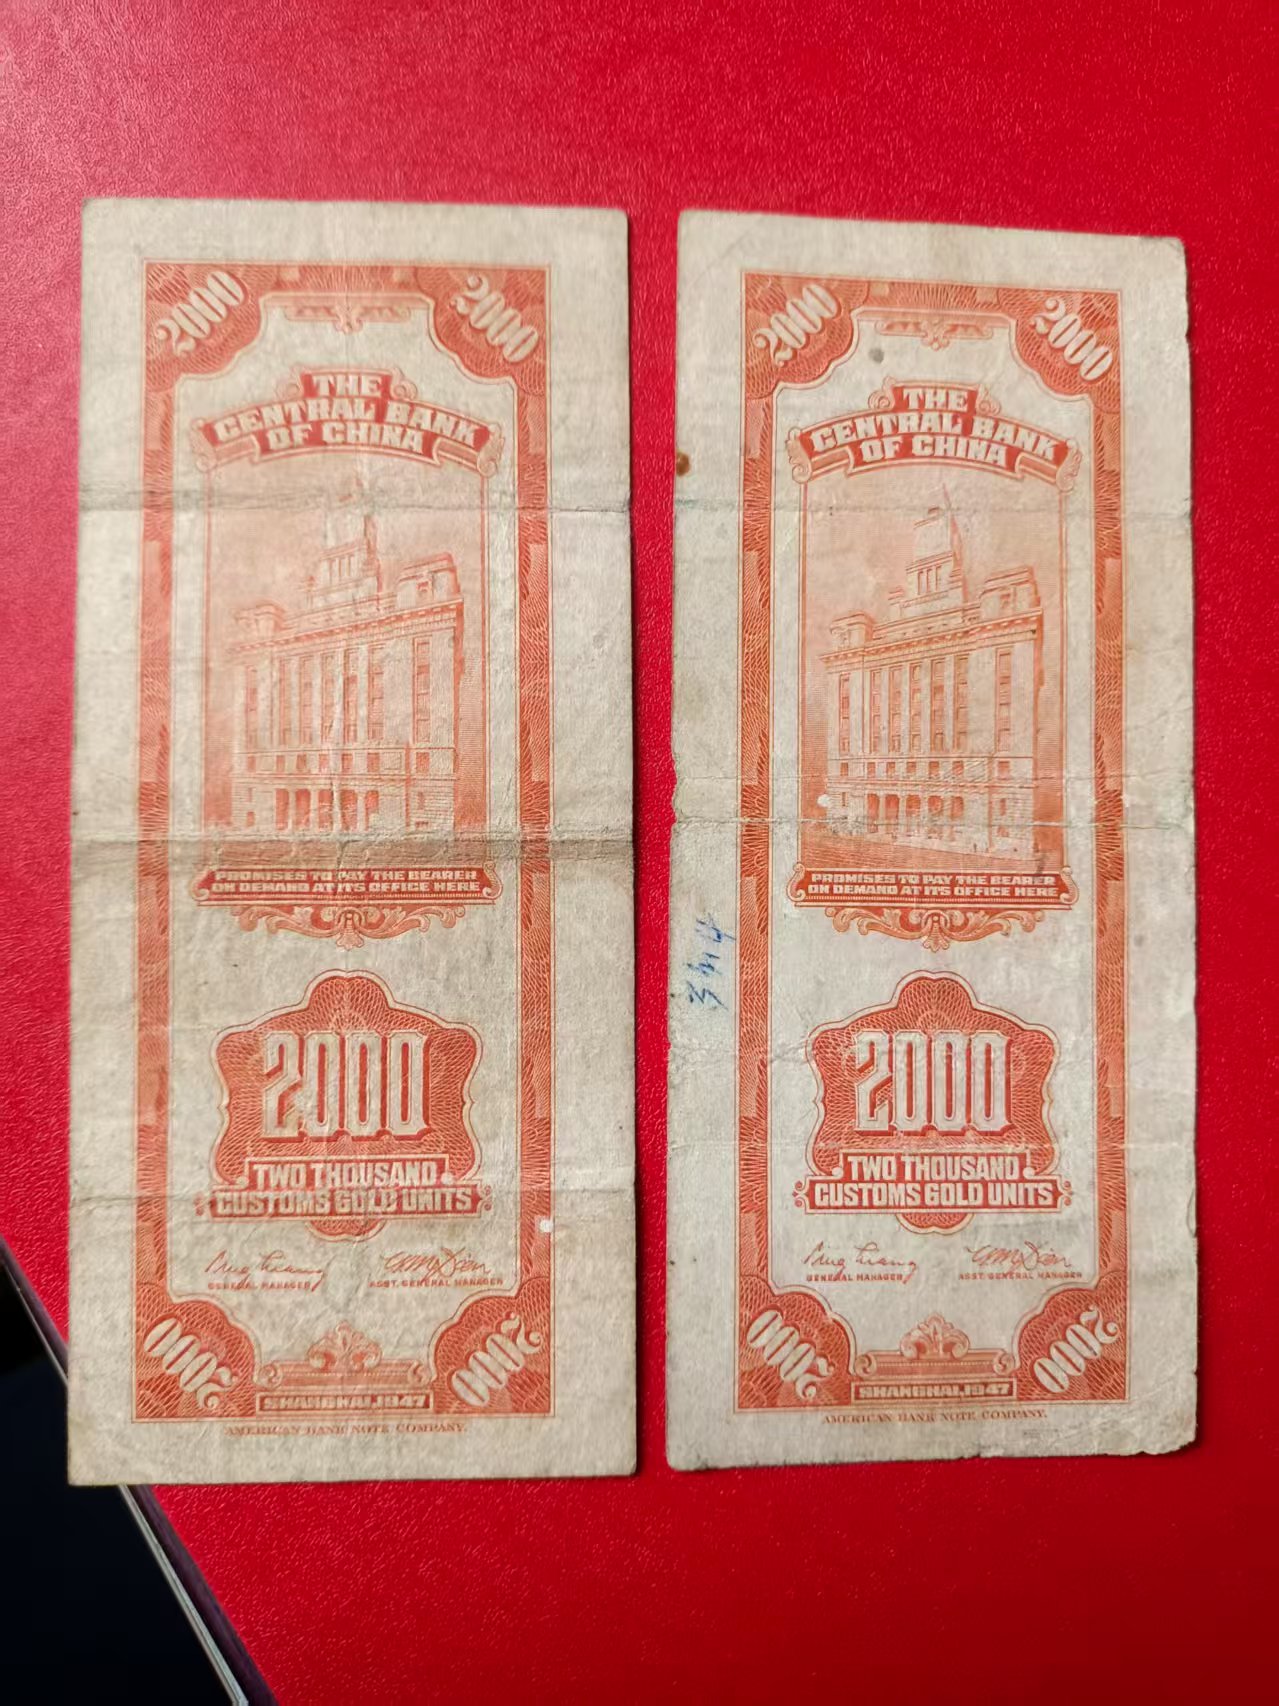 2000
2000
THE
CENTRAL BANK
OF CHINA
PROMISES TO PAY THE BEARER
ON DEMAND AT ITS OFFICE HERE
2000
TWO THOUSAND
CUSTOMS GOLD UNITS
GENERAL MANAGER
ASST. GENERAL MANAGER
2000
2000
SHANGHAI, 1947
AMERICAN BANK NOTE COMPANY.
2000
2000
THE
CENTRAL BANK
OF CHINA
PROMISES TO PAY THE BEARER
ON DEMAND AT ITS OFFICE HERE
2000
TWO THOUSAND
CUSTOMS GOLD UNITS
GENERAL MANAGER
ASST. GENERAL MANAGER
2000
2000
SHANGHAI, 1947
AMERICAN BANK NOTE COMPANY.